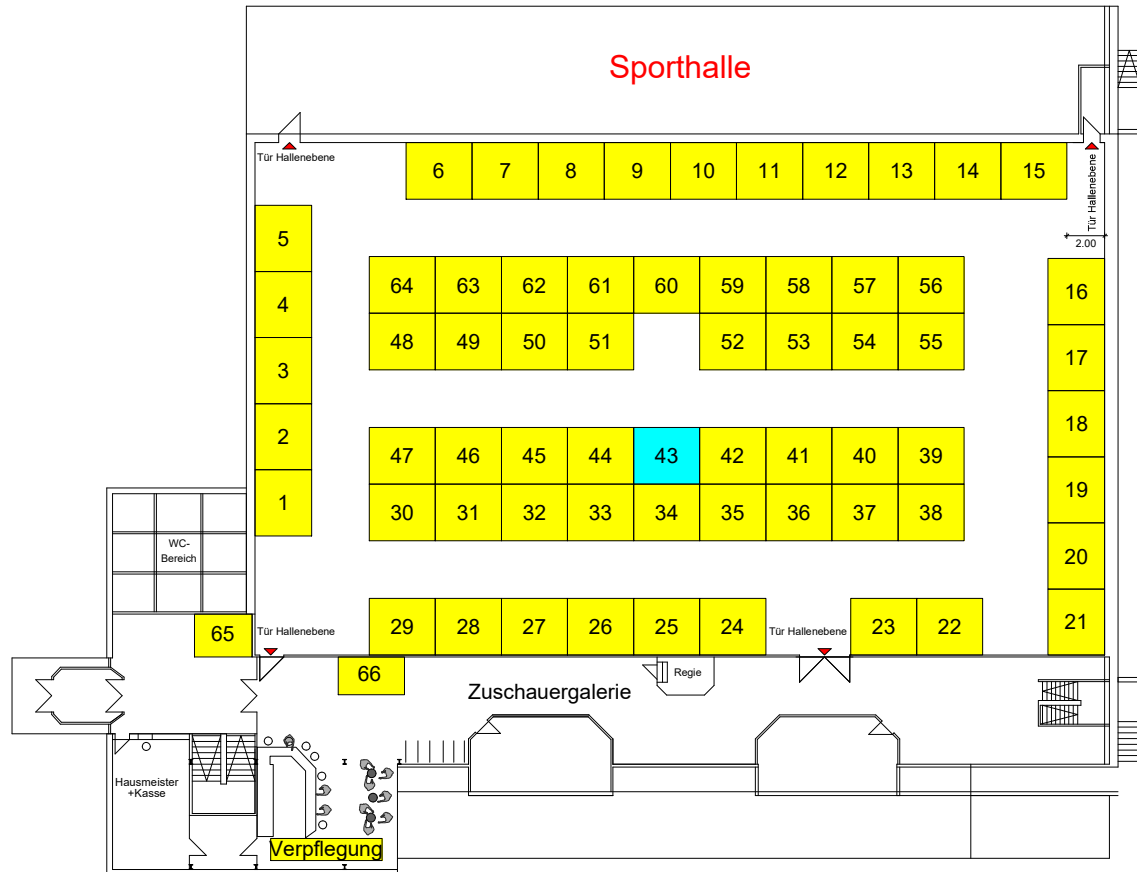 Sporthalle
Tür Hallenebene
6 7 8 9 10 11 12 13 14 15
Tür Hallenebene
2.00
5
4
3
2
1
64 63 62 61 60 59 58 57 56
48 49 50 51 52 53 54 55
16
17
18
19
20
21
47 46 45 44 43 42 41 40 39
30 31 32 33 34 35 36 37 38
WC-
Bereich
65
Tür Hallenebene
29 28 27 26 25 24
Tür Hallenebene
23 22
66
Zuschauergalerie
Regie
Hausmeister
+Kasse
Verpflegung